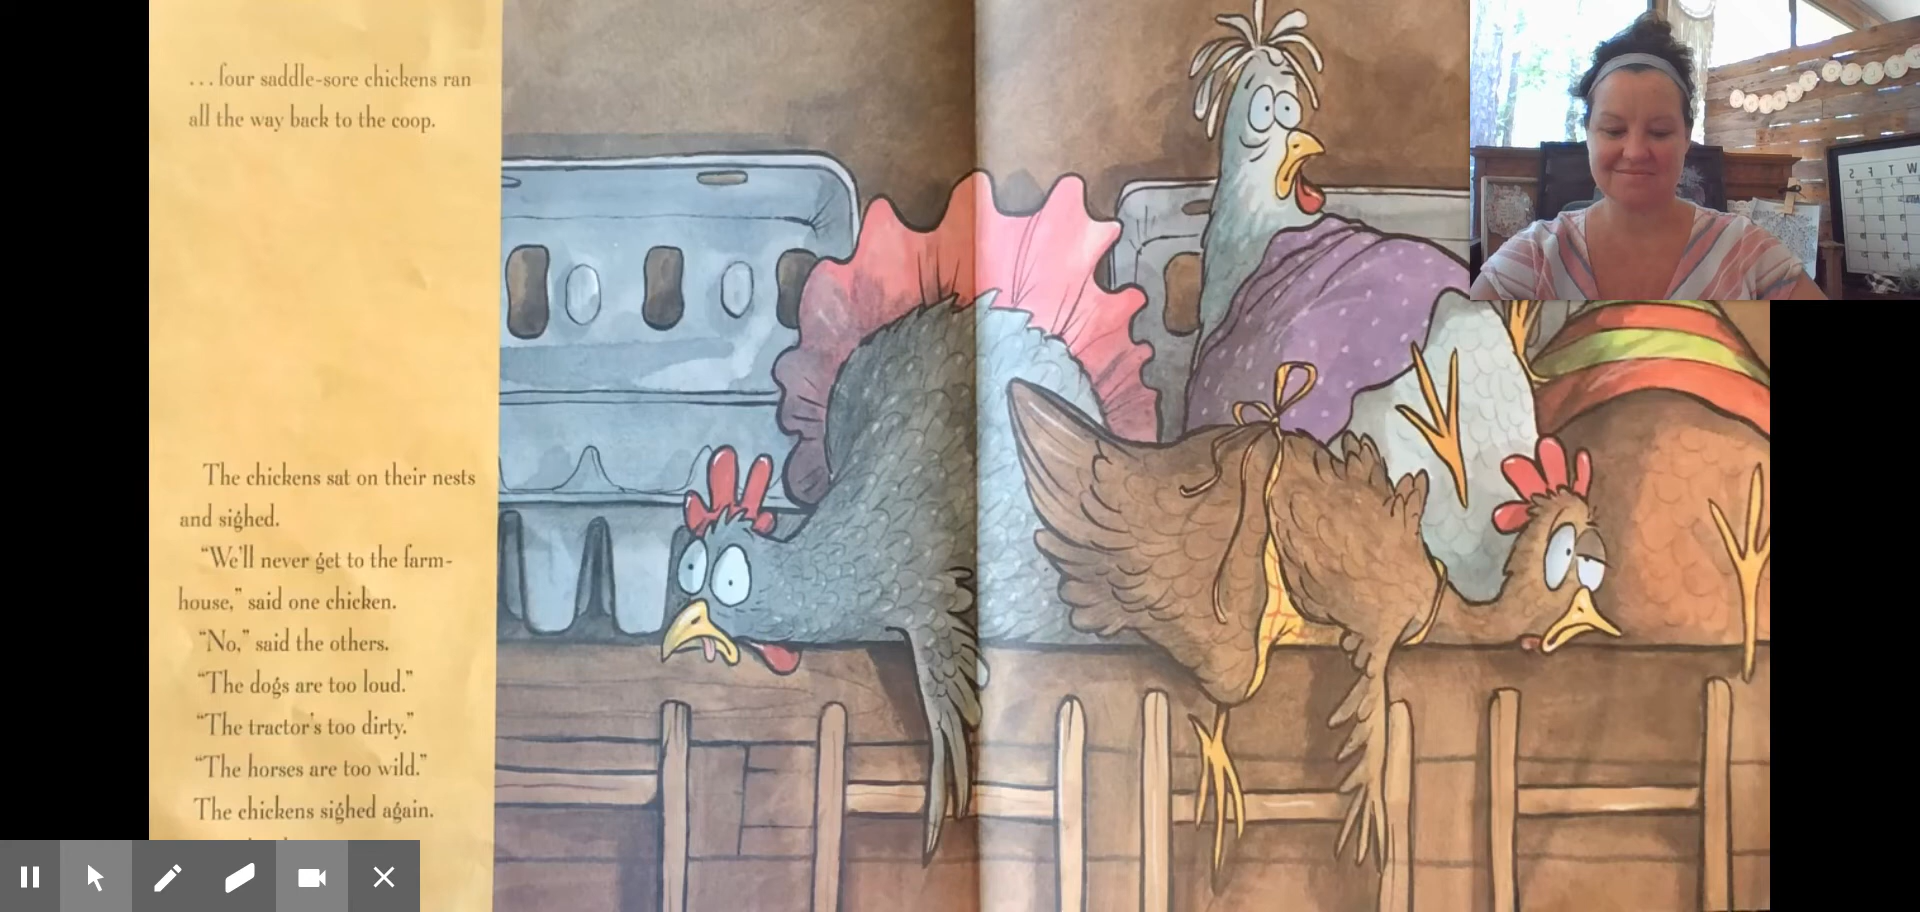 ...four saddle-sore chickens ran
all the way back to the coop.
The chickens sat on their nests
and sighed.
“We’ll never get to the farm-
house,” said one chicken.
“No,” said the others.
“The dogs are too loud.”
“The tractor’s too dirty.”
“The horses are too wild.”
The chickens sighed again.
W T F S